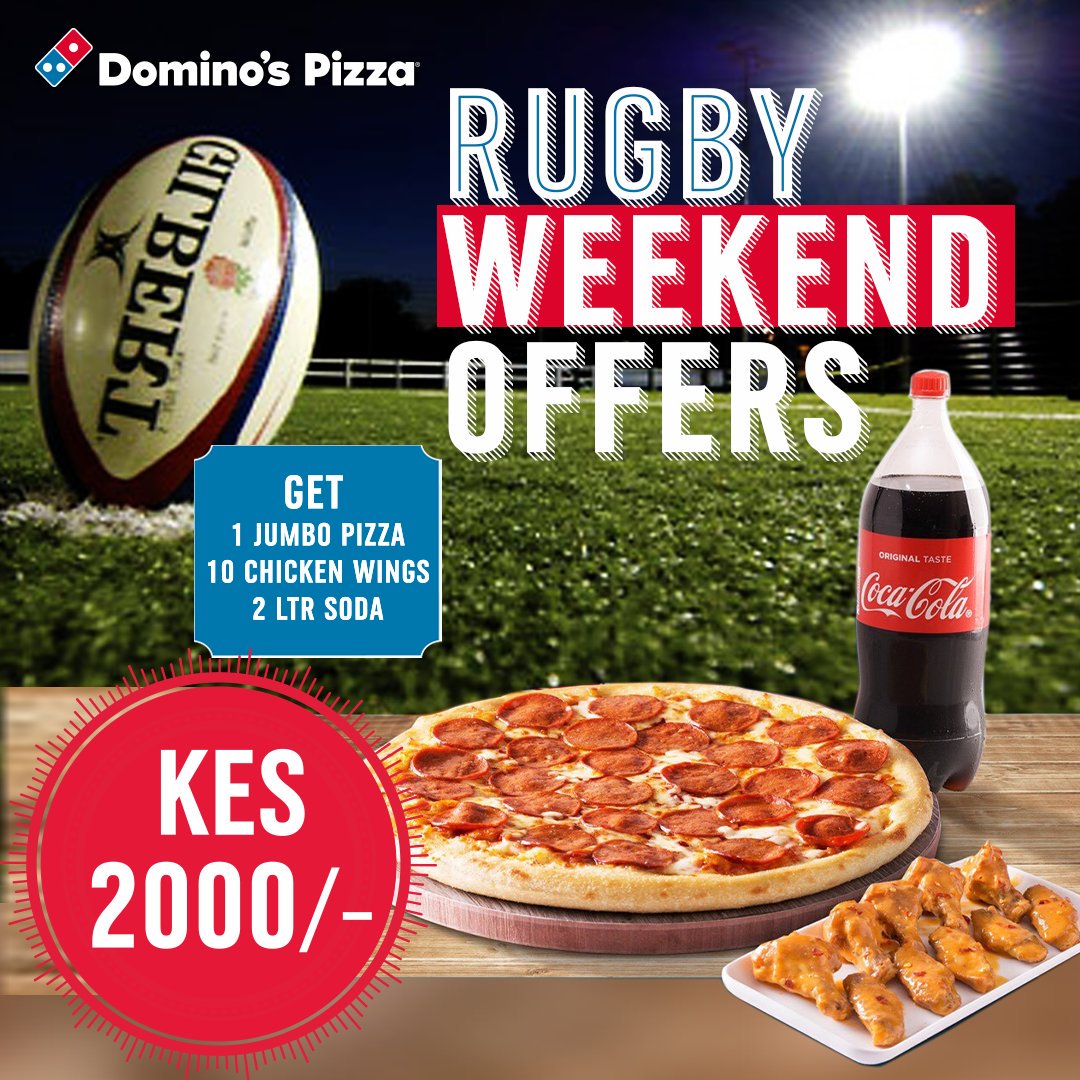 Domino's Pizza
RUGBY
WEEKEND
OFFERS
GILBERT
GET
1 JUMBO PIZZA
10 CHICKEN WINGS
2 LTR SODA
ORIGINAL TASTE
Coca-Cola
KES
2000/-